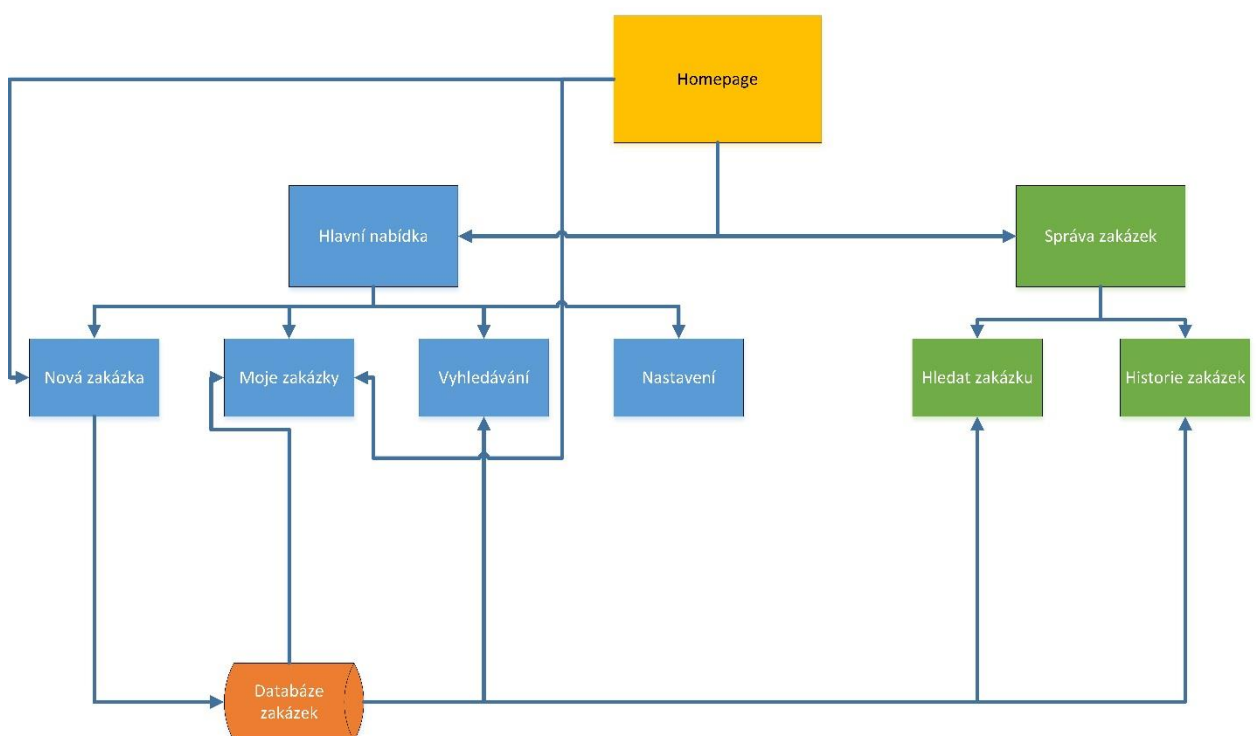 Homepage
Hlavní nabídka
Správa zakázek
Nová zakázka
Moje zakázky
Vyhledávání
Nastavení
Hledat zakázku
Historie zakázek
Databáze
zakázek